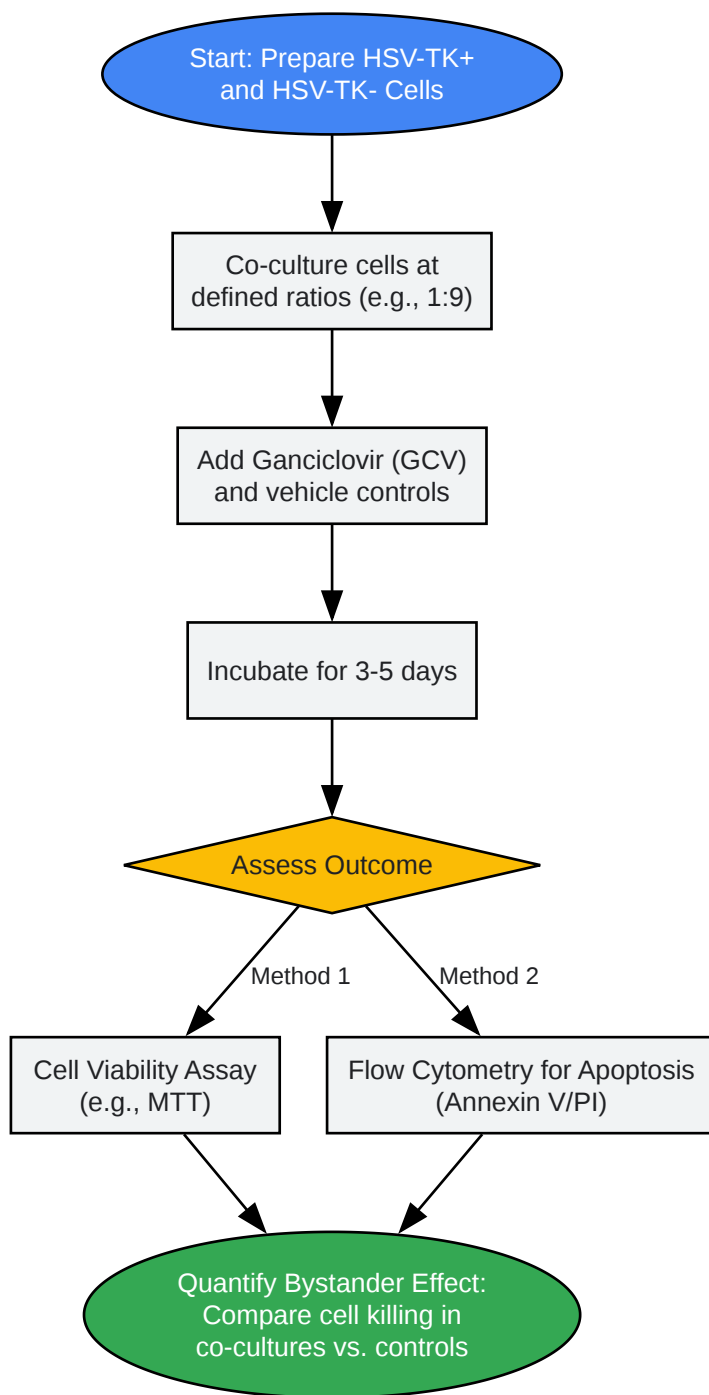 Start: Prepare HSV-TK+
and HSV-TK- Cells
Co-culture cells at
defined ratios (e.g., 1:9)
Add Ganciclovir (GCV)
and vehicle controls
Incubate for 3-5 days
Assess Outcome
Method 1
Method 2
Cell Viability Assay
(e.g., MTT)
Flow Cytometry for Apoptosis
(Annexin V/PI)
Quantify Bystander Effect:
Compare cell killing in
co-cultures vs. controls